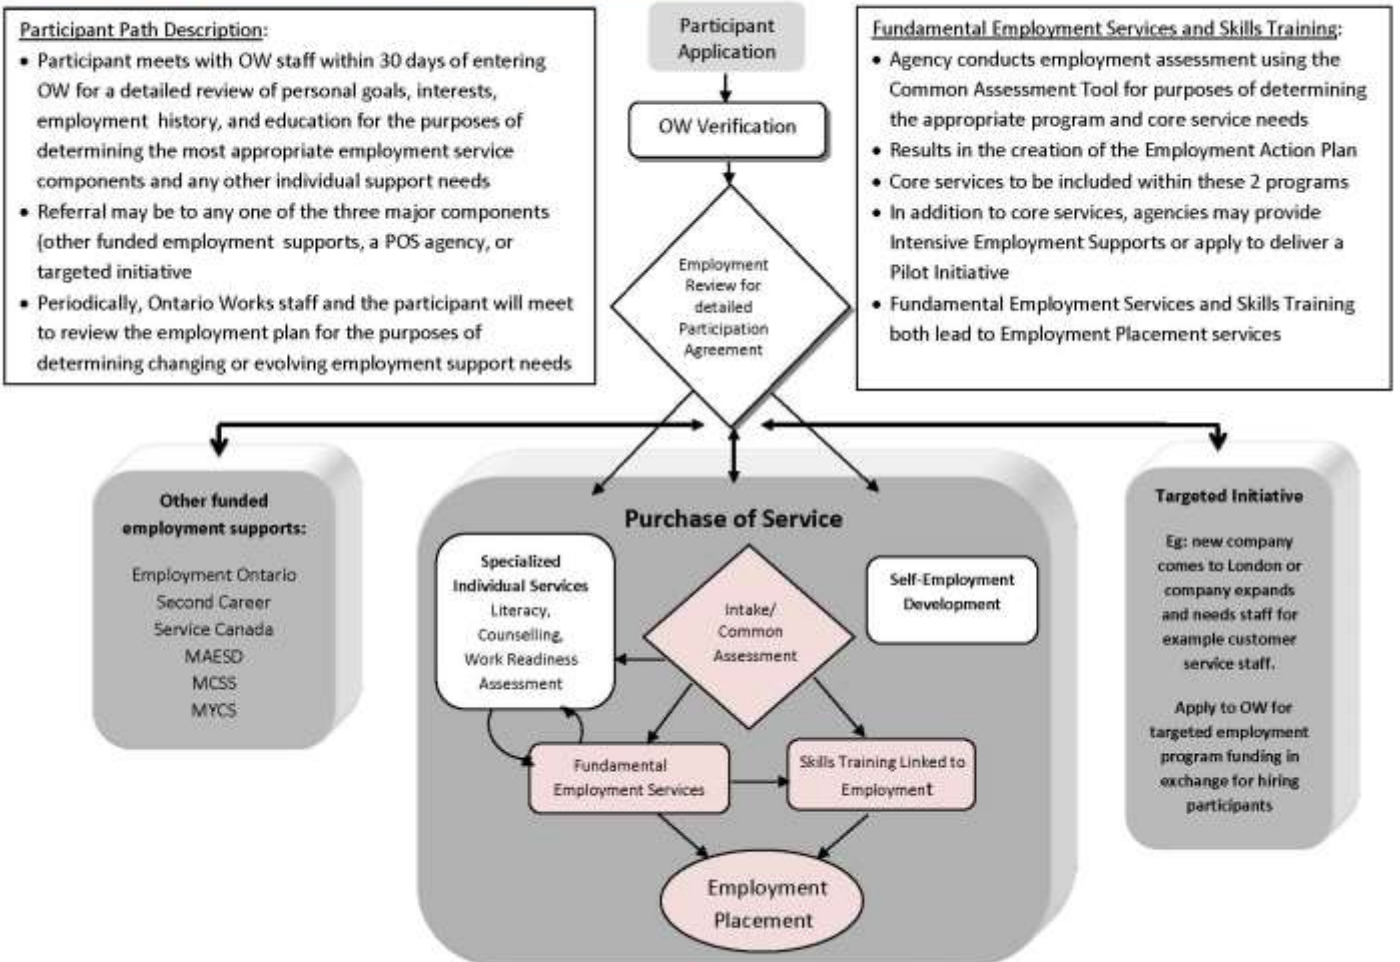 Participant Path Description:
• Participant meets with OW staff within 30 days of entering
OW for a detailed review of personal goals, interests,
employment history, and education for the purposes of
determining the most appropriate employment service
components and any other individual support needs
• Referral may be to any one of the three major components
(other funded employment supports, a POS agency, or
targeted initiative
• Periodically, Ontario Works staff and the participant will meet
to review the employment plan for the purposes of
determining changing or evolving employment support needs
Participant
Application
OW Verification
Employment
Review for
detailed
Participation
Agreement
Fundamental Employment Services and Skills Training:
• Agency conducts employment assessment using the
Common Assessment Tool for purposes of determining
the appropriate program and core service needs
• Results in the creation of the Employment Action Plan
• Core services to be included within these 2 programs
• In addition to core services, agencies may provide
Intensive Employment Supports or apply to deliver a
Pilot Initiative
• Fundamental Employment Services and Skills Training
both lead to Employment Placement services
Other funded
employment supports:
Employment Ontario
Second Career
Service Canada
MAESD
MCSS
MYCS
Purchase of Service
Specialized
Individual Services
Literacy,
Counselling,
Work Readiness
Assessment
Intake/
Common
Assessment
Self-Employment
Development
Fundamental
Employment Services
Skills Training Linked to
Employment
Employment
Placement
Targeted Initiative
Eg: new company
comes to London or
company expands
and needs staff for
example customer
service staff.
Apply to OW for
targeted employment
program funding in
exchange for hiring
participants